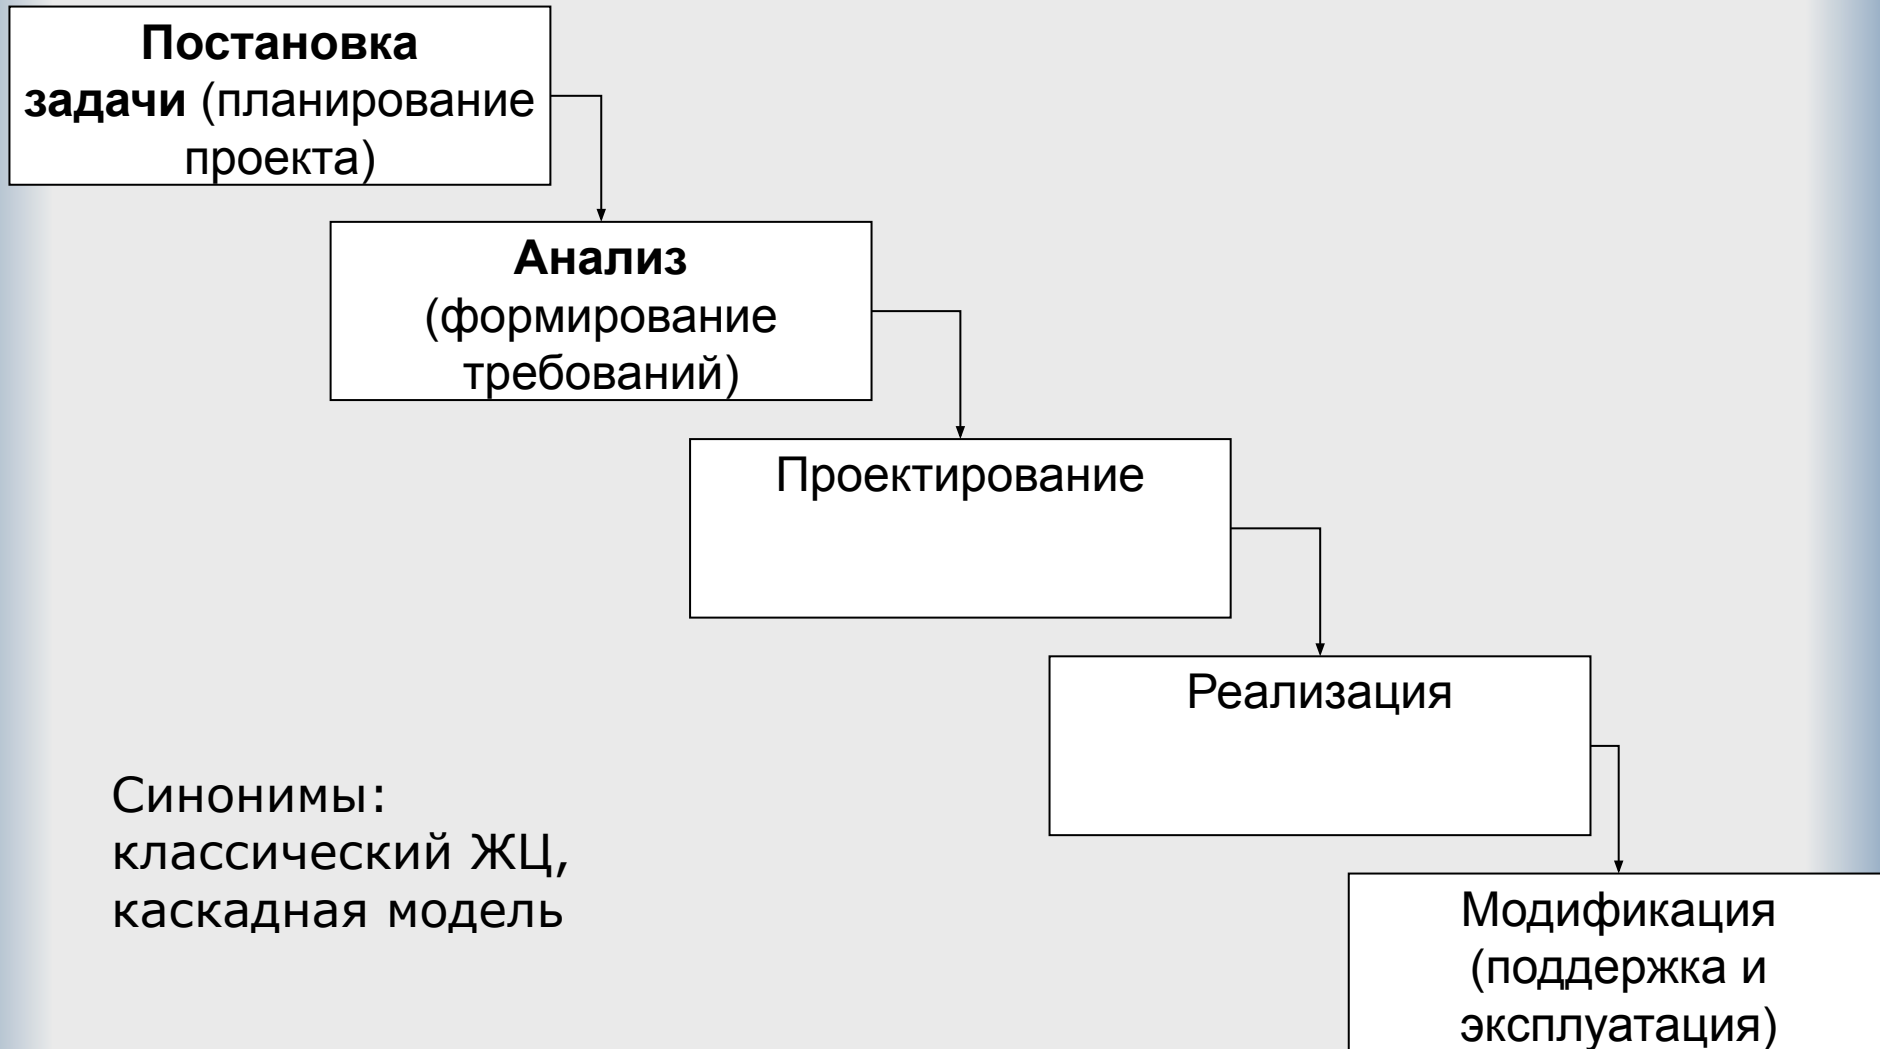 Постановка
задачи (планирование
проекта)
Анализ
(формирование
требований)
Проектирование
Реализация
Синонимы:
классический ЖЦ,
каскадная модель
Модификация
(поддержка и
эксплуатация)